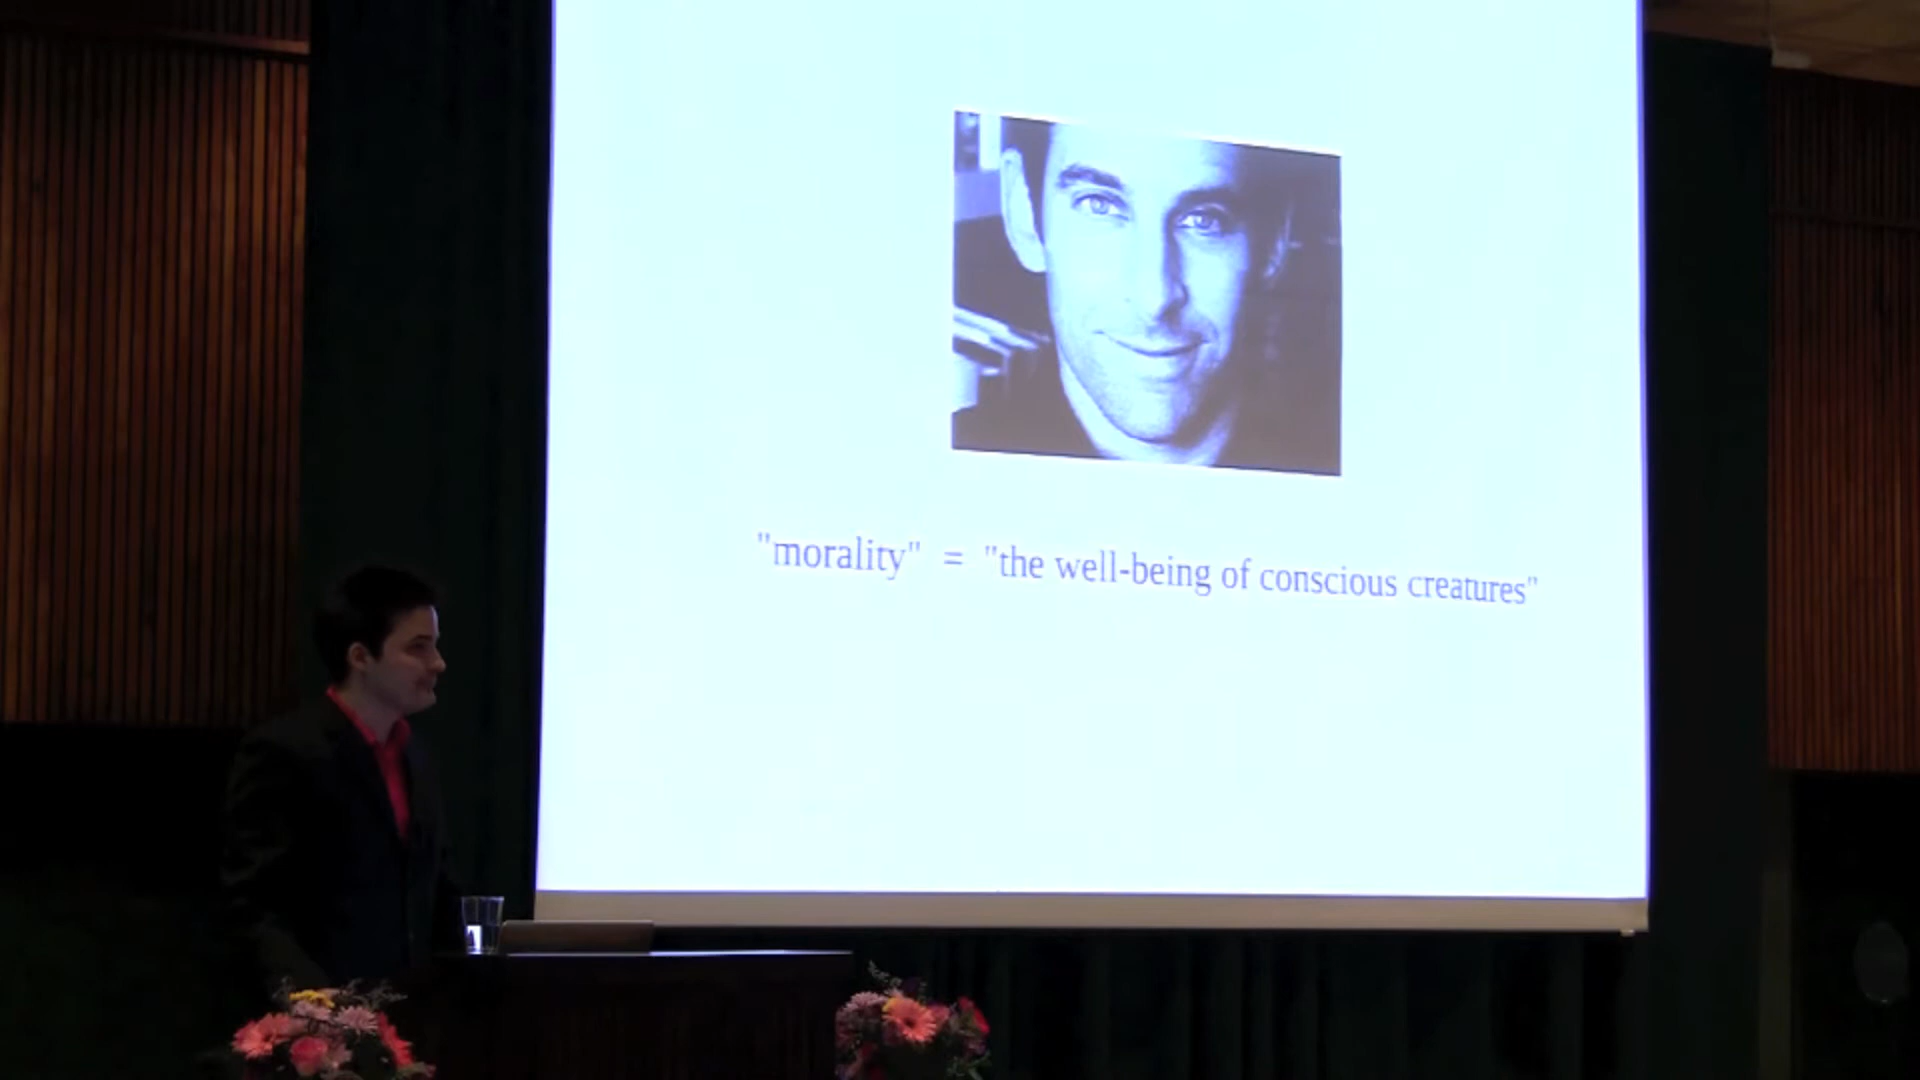 "morality" = "the well-being of conscious creatures"